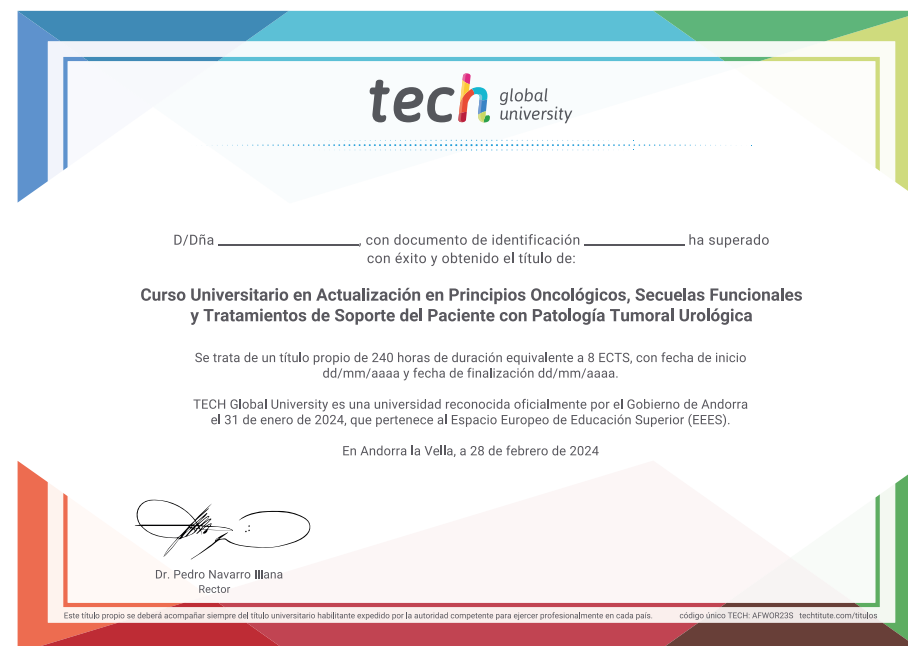 tech global university
D/Dña ____________________, con documento de identificación ______________ ha superado
con éxito y obtenido el título de:
Curso Universitario en Actualización en Principios Oncológicos, Secuelas Funcionales
y Tratamientos de Soporte del Paciente con Patología Tumoral Urológica
Se trata de un título propio de 240 horas de duración equivalente a 8 ECTS, con fecha de inicio
dd/mm/aaaa y fecha de finalización dd/mm/aaaa.
TECH Global University es una universidad reconocida oficialmente por el Gobierno de Andorra
el 31 de enero de 2024, que pertenece al Espacio Europeo de Educación Superior (EEES).
En Andorra la Vella, a 28 de febrero de 2024
Dr. Pedro Navarro Illana
Rector
Este título propio se deberá acompañar siempre del título universitario habilitante expedido por la autoridad competente para ejercer profesionalmente en cada país. código único TECH: AFWOR23S techtitute.com/titulos